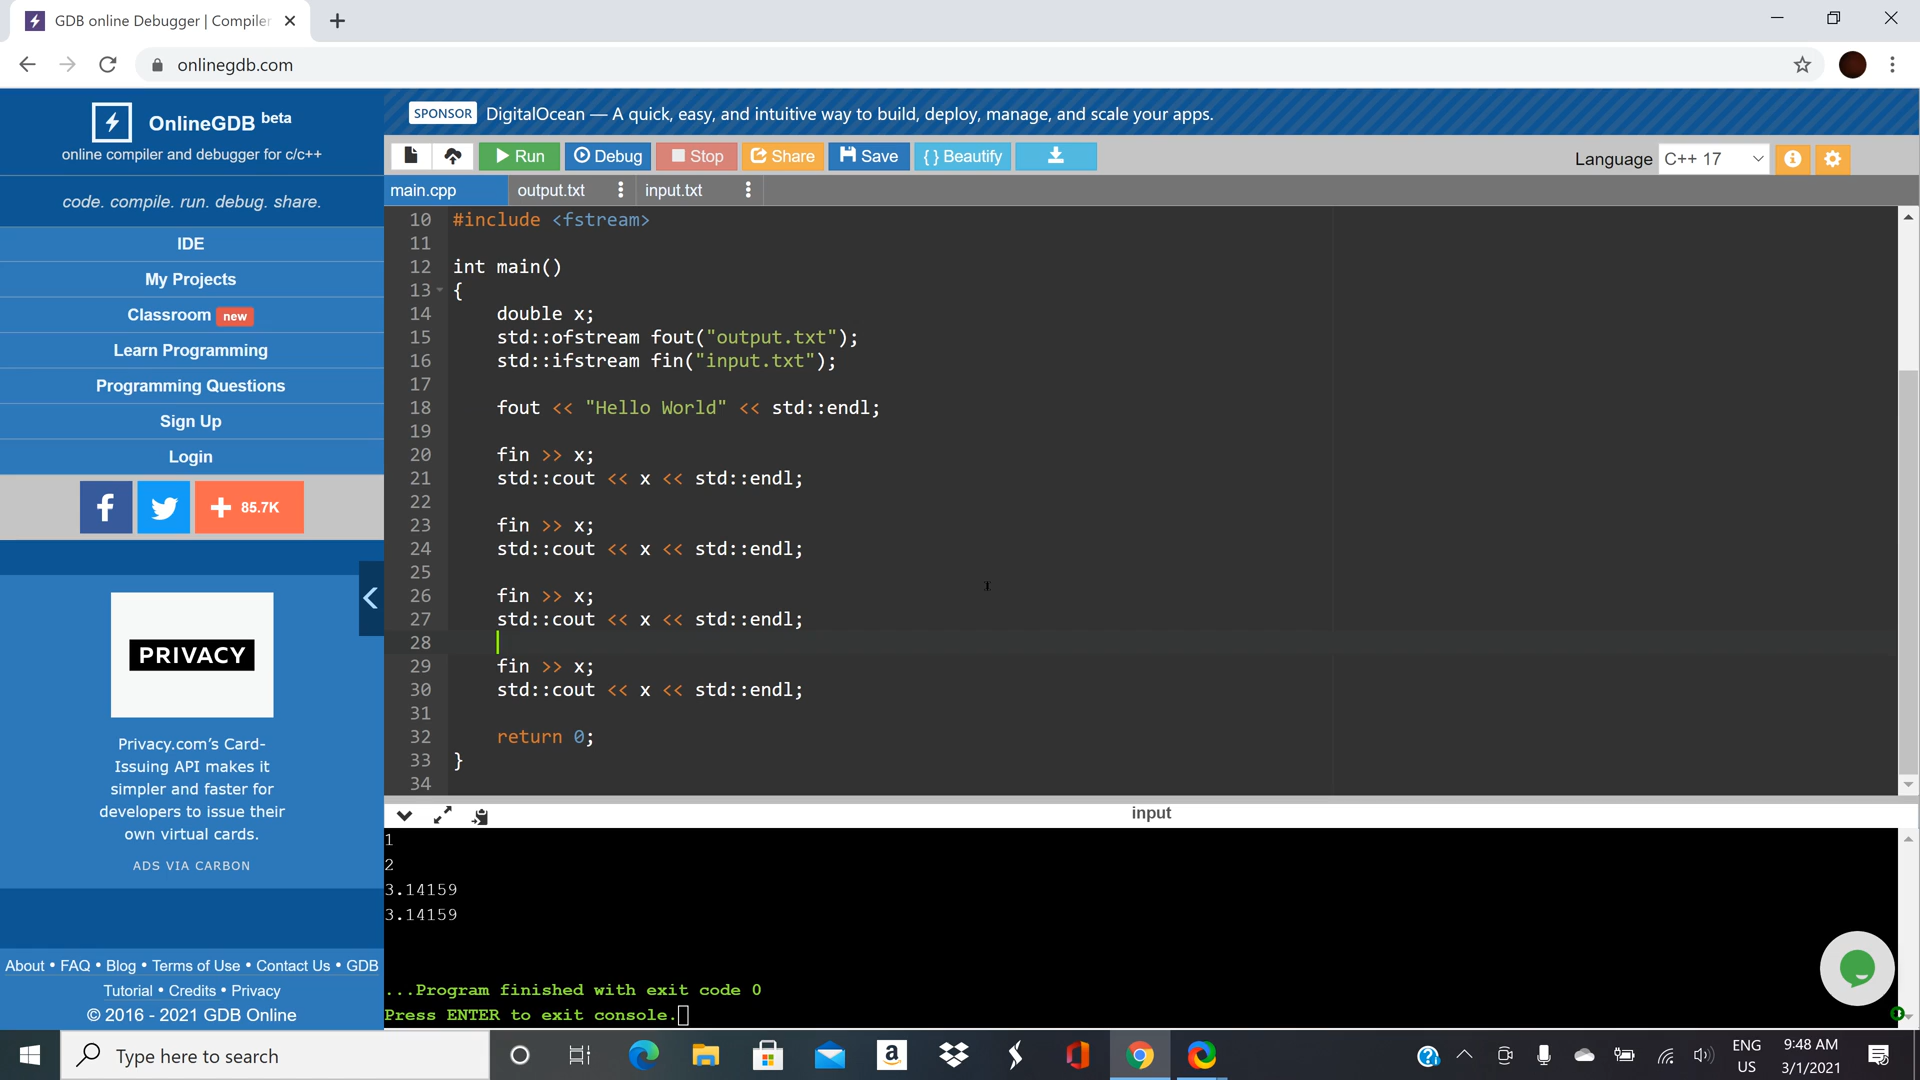 GDB online Debugger | Compiler
onlinegdb.com
OnlineGDB beta
online compiler and debugger for c/c++
code. compile. run. debug. share.
IDE
My Projects
Classroom new
Learn Programming
Programming Questions
Sign Up
Login
85.7K
PRIVACY
Privacy.com's Card-
Issuing API makes it
simpler and faster for
developers to issue their
own virtual cards.
ADS VIA CARBON
About • FAQ • Blog • Terms of Use • Contact Us • GDB
Tutorial • Credits • Privacy
© 2016 - 2021 GDB Online
SPONSOR DigitalOcean — A quick, easy, and intuitive way to build, deploy, manage, and scale your apps.
Run Debug Stop Share Save { } Beautify Language C++ 17
main.cpp output.txt input.txt
10 #include <fstream>
11
12 int main()
13 {
14 double x;
15 std::ofstream fout("output.txt");
16 std::ifstream fin("input.txt");
17
18 fout << "Hello World" << std::endl;
19
20 fin >> x;
21 std::cout << x << std::endl;
22
23 fin >> x;
24 std::cout << x << std::endl;
25
26 fin >> x;
27 std::cout << x << std::endl;
28
29 fin >> x;
30 std::cout << x << std::endl;
31
32 return 0;
33 }
34
input
1
2
3.14159
3.14159
...Program finished with exit code 0
Press ENTER to exit console.
Type here to search
ENG
US
9:48 AM
3/1/2021